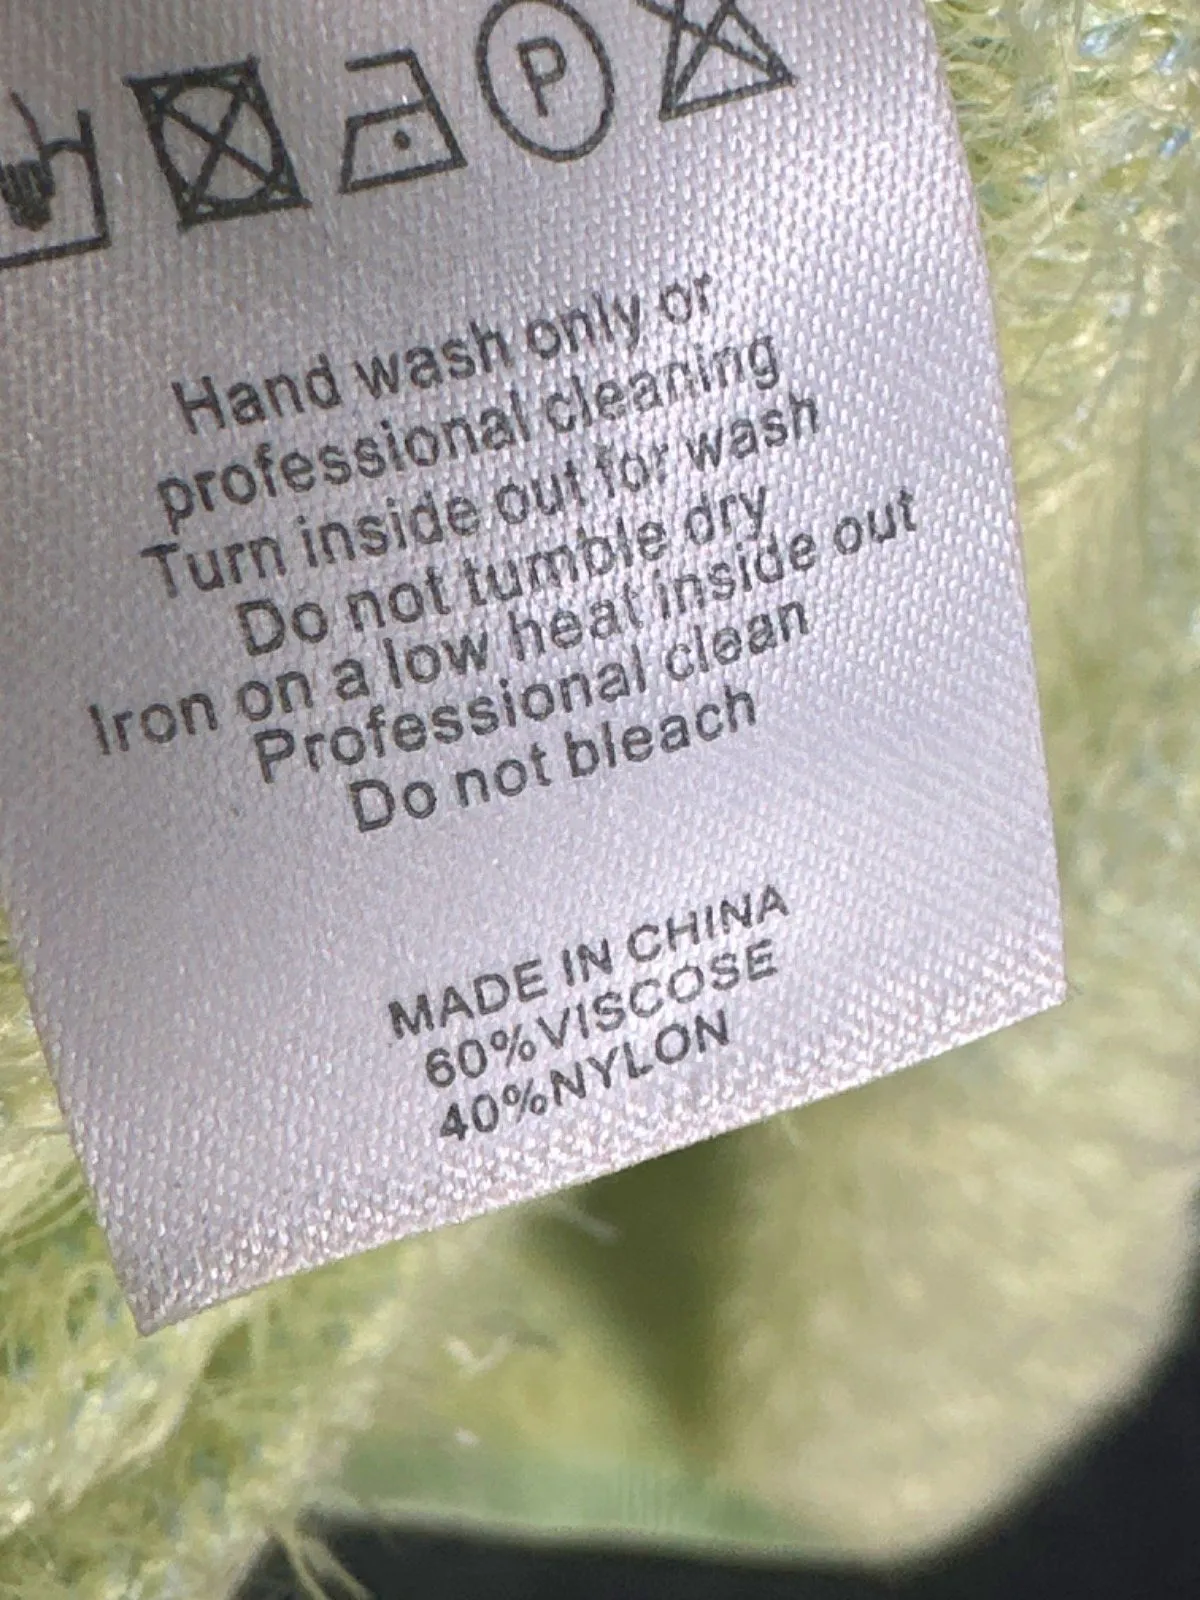 P
Hand wash only or
professional cleaning
Turn inside out for wash
Do not tumble dry
Iron on a low heat inside out
Professional clean
Do not bleach
MADE IN CHINA
60%VISCOSE
40%NYLON